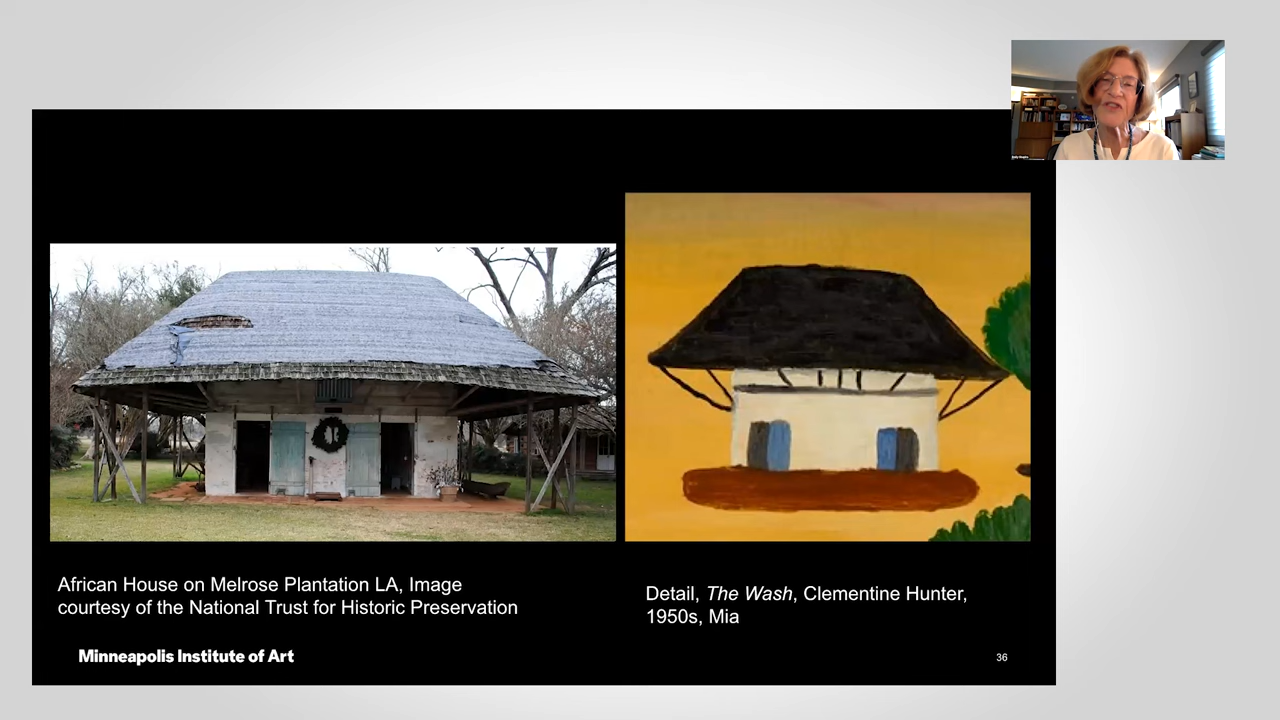 African House on Melrose Plantation LA, Image
courtesy of the National Trust for Historic Preservation
Detail, The Wash, Clementine Hunter,
1950s, Mia
Minneapolis Institute of Art
36